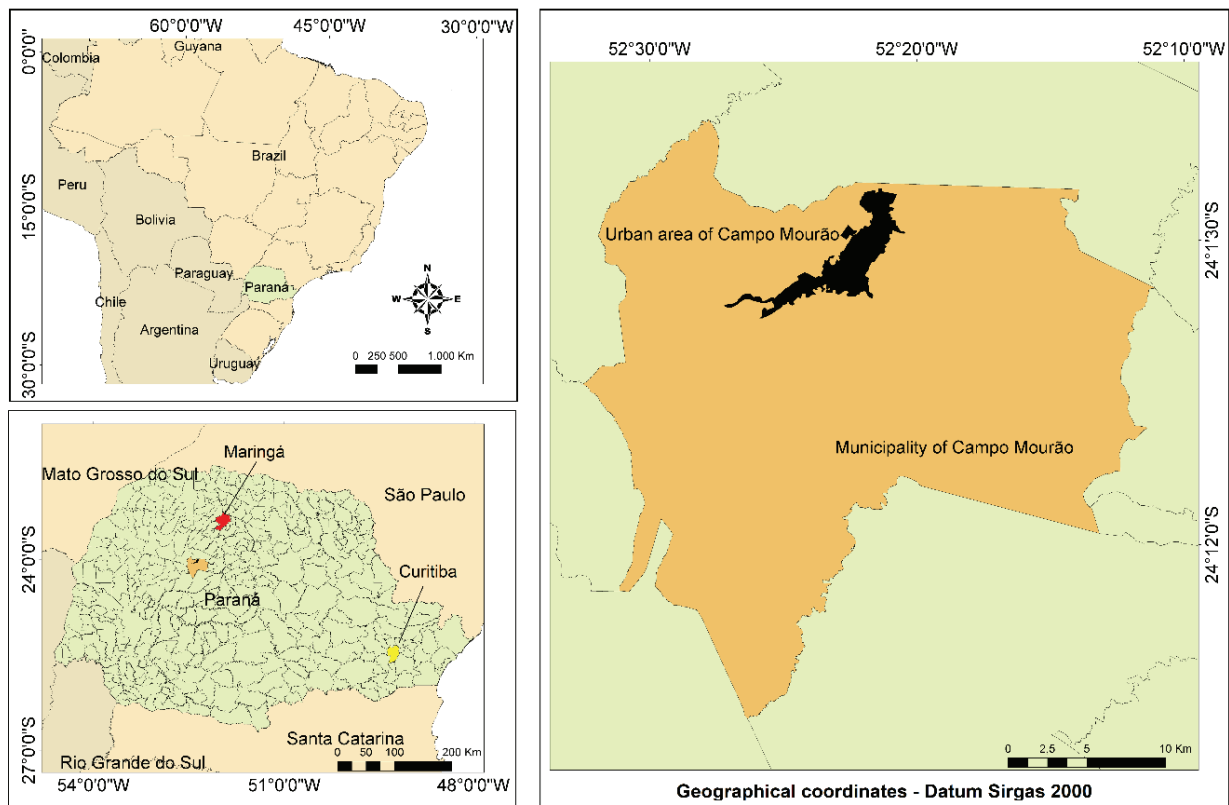 60°0'0"W
45°0'0"W
30°0'0"W
0°0'0"
15°0'0"S
30°0'0"S
Colombia
Guyana
Brazil
Peru
Bolivia
Paraguay
Paraná
Chile
Argentina
Uruguay
N
W
E
S
0 250 500 1.000 Km
Maringá
Mato Grosso do Sul
São Paulo
24°0'0"S
Curitiba
Paraná
Santa Catarina
0 50 100 200 Km
Rio Grande do Sul
27°0'0"S
54°0'0"W
51°0'0"W
48°0'0"W
52°30'0"W
52°20'0"W
52°10'0"W
Urban area of Campo Mourão
24°1'30"S
Municipality of Campo Mourão
24°12'0"S
0 2.5 5 10 Km
Geographical coordinates - Datum Sirgas 2000